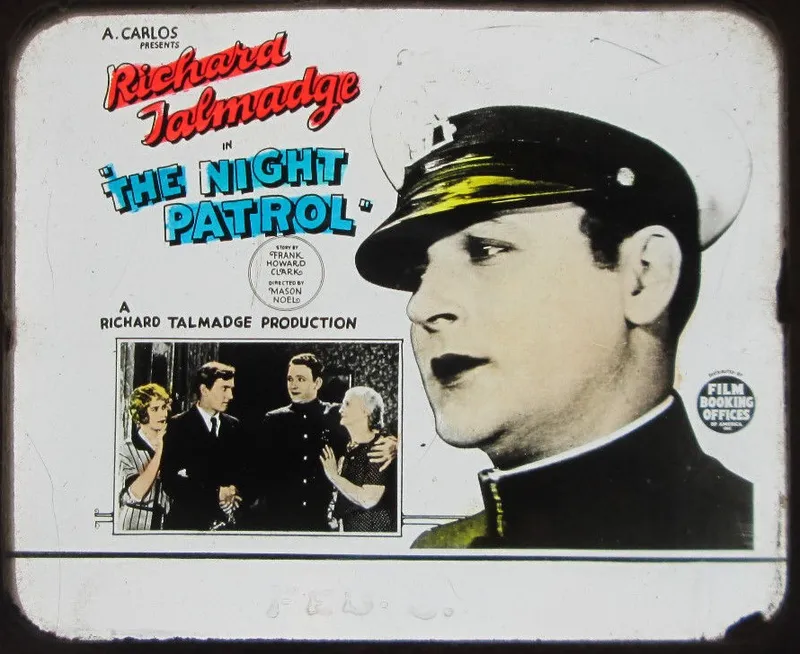 A. CARLOS
PRESENTS
Richard
Talmadge
IN
"THE NIGHT
PATROL"
STORY BY
FRANK
HOWARD
CLARK
DIRECTED BY
MASON
NOEL
A
RICHARD TALMADGE PRODUCTION
DISTRIBUTED BY
FILM
BOOKING
OFFICES
OF AMERICA
INC.